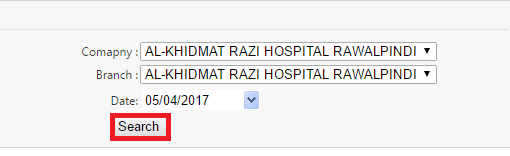 Comapny : AL-KHIDMAT RAZI HOSPITAL RAWALPINDI
Branch : AL-KHIDMAT RAZI HOSPITAL RAWALPINDI
Date: 05/04/2017
Search